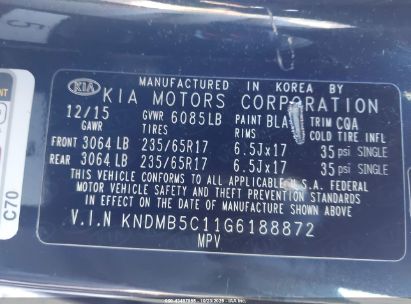 MANUFACTURED IN KOREA BY
KIA KIA MOTORS CORPORATION
12/15 GVWR 6085LB PAINT BLA TRIM CQA
GAWR TIRES RIMS COLD TIRE INFL
FRONT 3064 LB 235/65R17 6.5Jx17 35 psi SINGLE
REAR 3064 LB 235/65R17 6.5Jx17 35 psi SINGLE
THIS VEHICLE CONFORMS TO ALL APPLICABLE U.S.A. FEDERAL
MOTOR VEHICLE SAFETY, BUMPER, AND THEFT PREVENTION STANDARDS
IN EFFECT ON THE DATE OF MANUFACTURE SHOWN ABOVE
V.I.N KNDMB5C11G6188872
MPV
C70